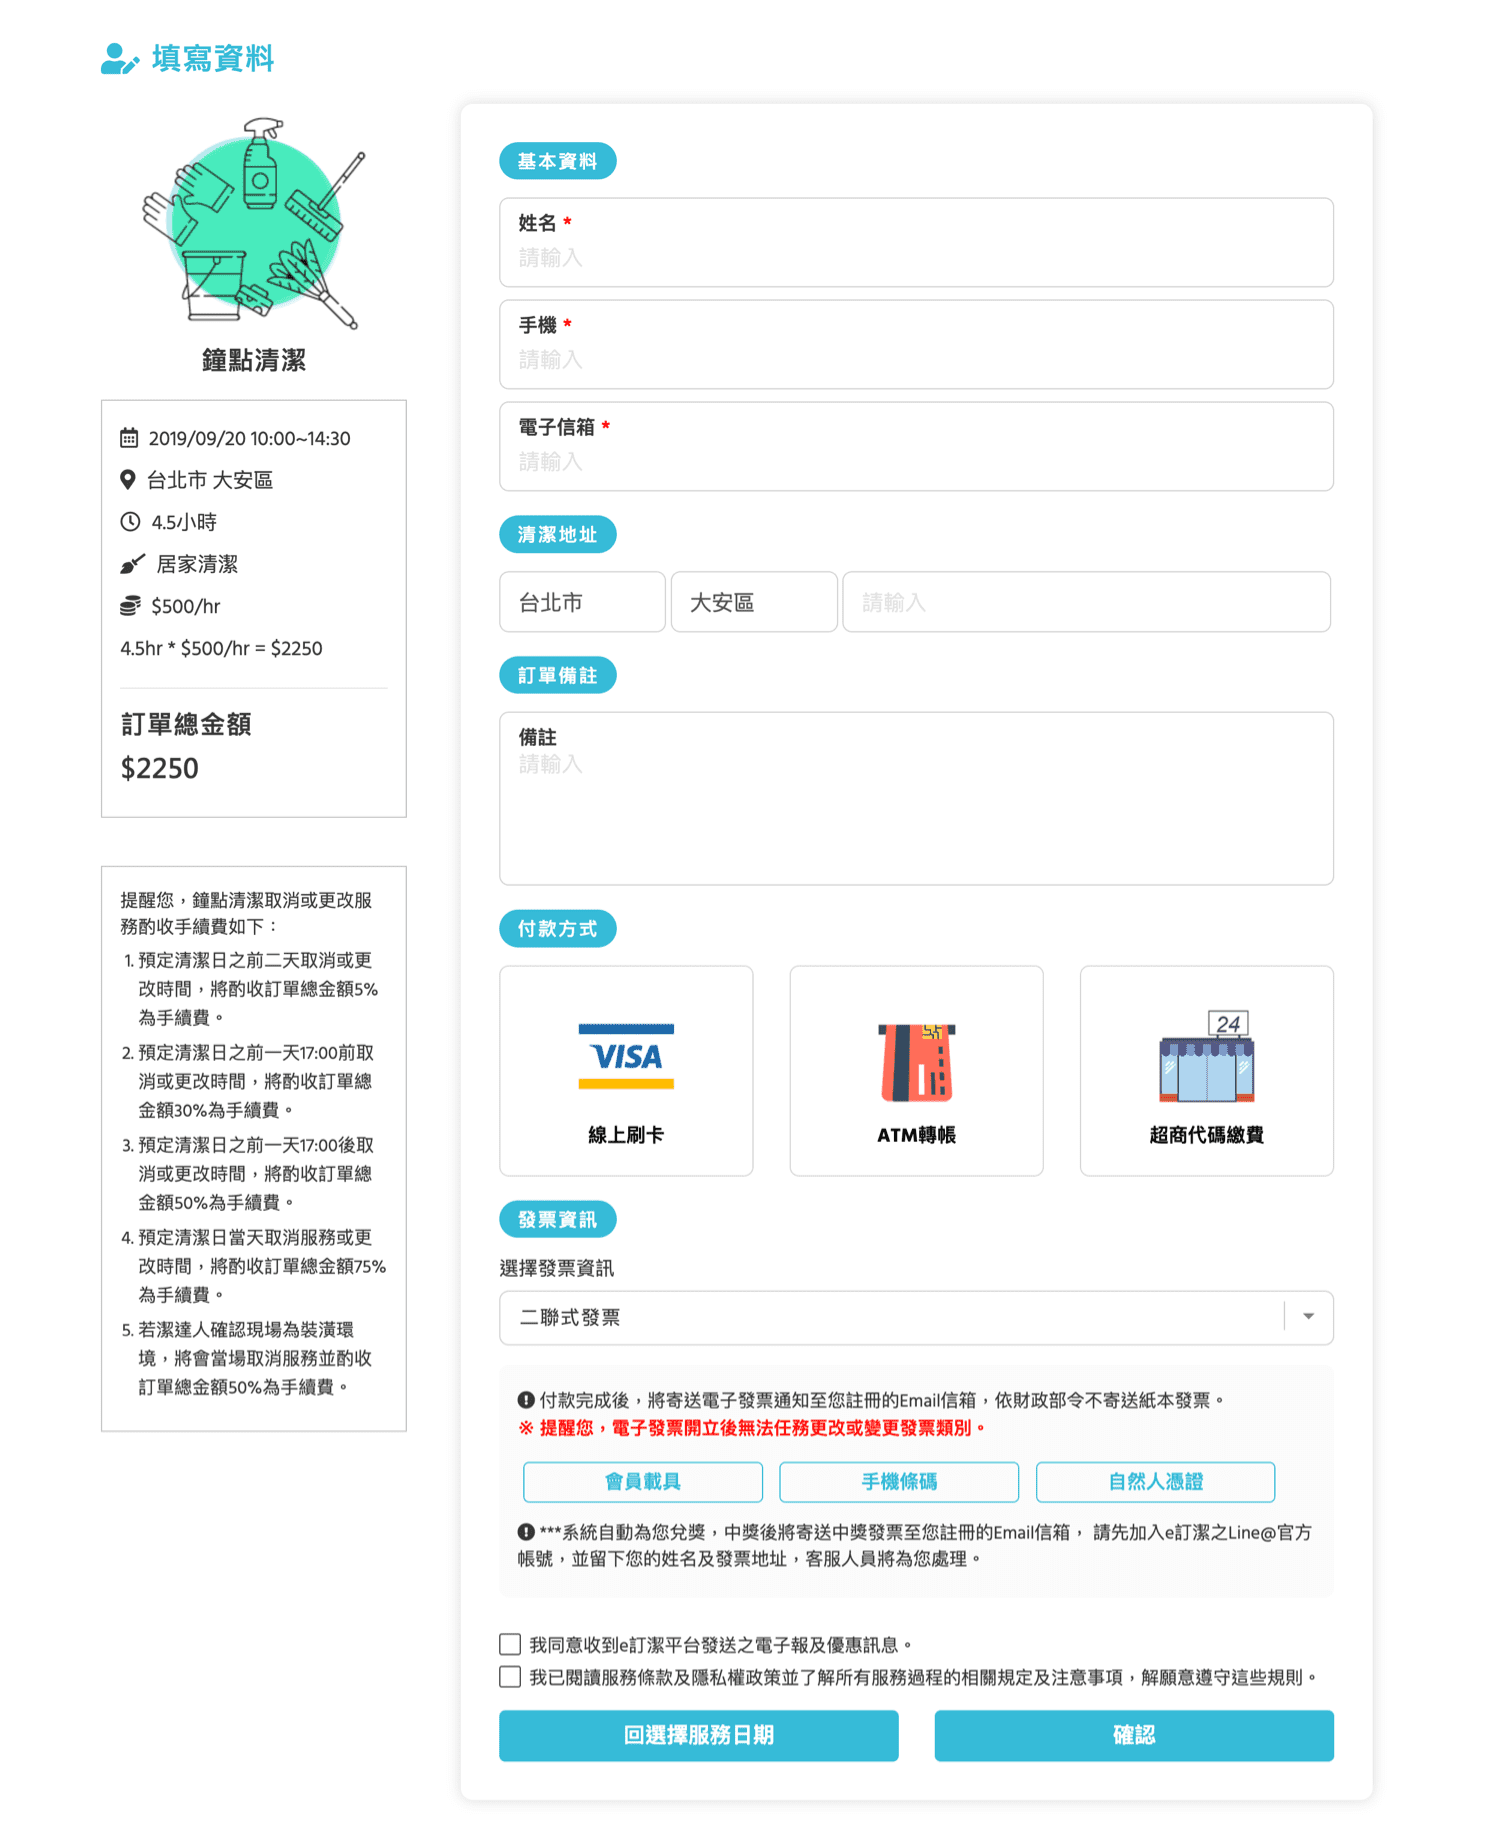 填寫資料
鐘點清潔
2019/09/20 10:00~14:30
台北市 大安區
4.5小時
居家清潔
$500/hr
4.5hr * $500/hr = $2250
訂單總金額
$2250
提醒您，鐘點清潔取消或更改服
務酌收手續費如下：
1. 預定清潔日之前二天取消或更
改時間，將酌收訂單總金額5%
為手續費。
2. 預定清潔日之前一天17:00前取
消或更改時間，將酌收訂單總
金額30%為手續費。
3. 預定清潔日之前一天17:00後取
消或更改時間，將酌收訂單總
金額50%為手續費。
4. 預定清潔日當天取消服務或更
改時間，將酌收訂單總金額75%
為手續費。
5. 若潔達人確認現場為裝潢環
境，將會當場取消服務並酌收
訂單總金額50%為手續費。
基本資料
姓名 *
請輸入
手機 *
請輸入
電子信箱 *
請輸入
清潔地址
台北市 大安區 請輸入
訂單備註
備註
請輸入
付款方式
VISA
24
線上刷卡 ATM轉帳 超商代碼繳費
發票資訊
選擇發票資訊
二聯式發票
付款完成後，將寄送電子發票通知至您註冊的Email信箱，依財政部令不寄送紙本發票。
※ 提醒您，電子發票開立後無法任務更改或變更發票類別。
會員載具 手機條碼 自然人憑證
***系統自動為您兌獎，中獎後將寄送中獎發票至您註冊的Email信箱， 請先加入e訂潔之Line@官方
帳號，並留下您的姓名及發票地址，客服人員將為您處理。
我同意收到e訂潔平台發送之電子報及優惠訊息。
我已閱讀服務條款及隱私權政策並了解所有服務過程的相關規定及注意事項，解願意遵守這些規則。
回選擇服務日期 確認